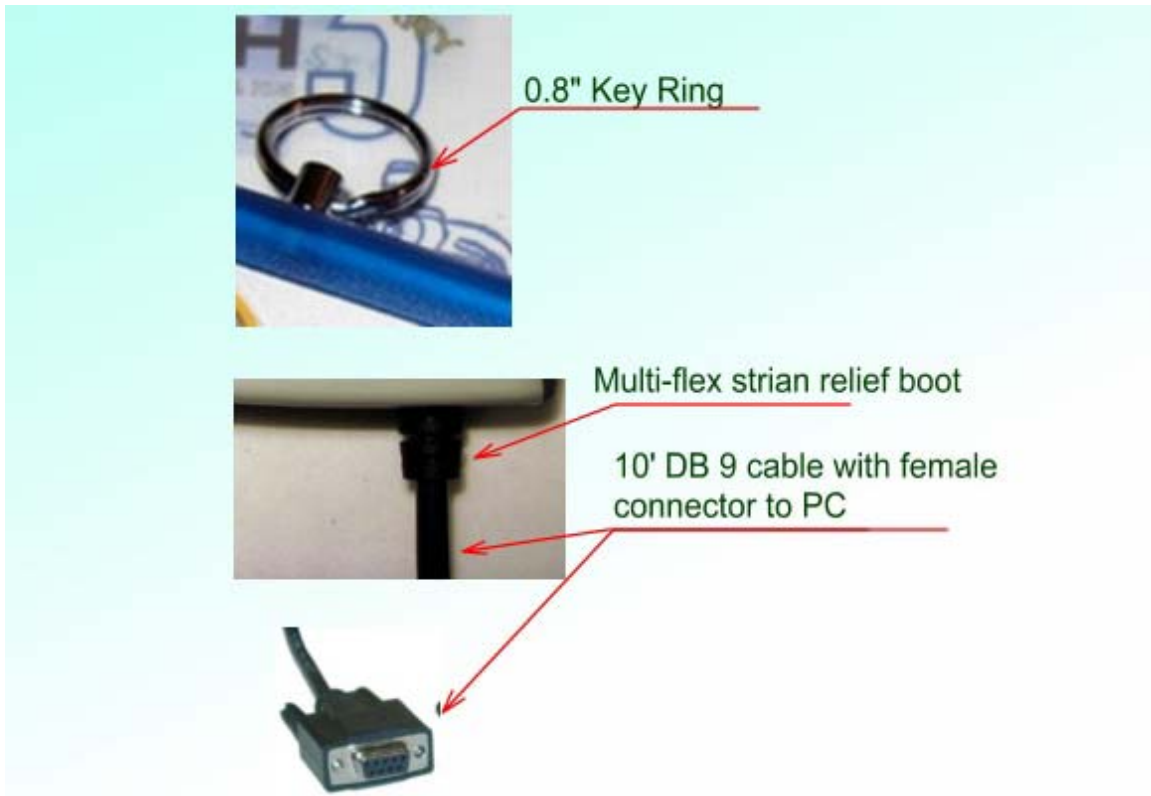 0.8" Key Ring
Multi-flex strian relief boot
10' DB 9 cable with female
connector to PC